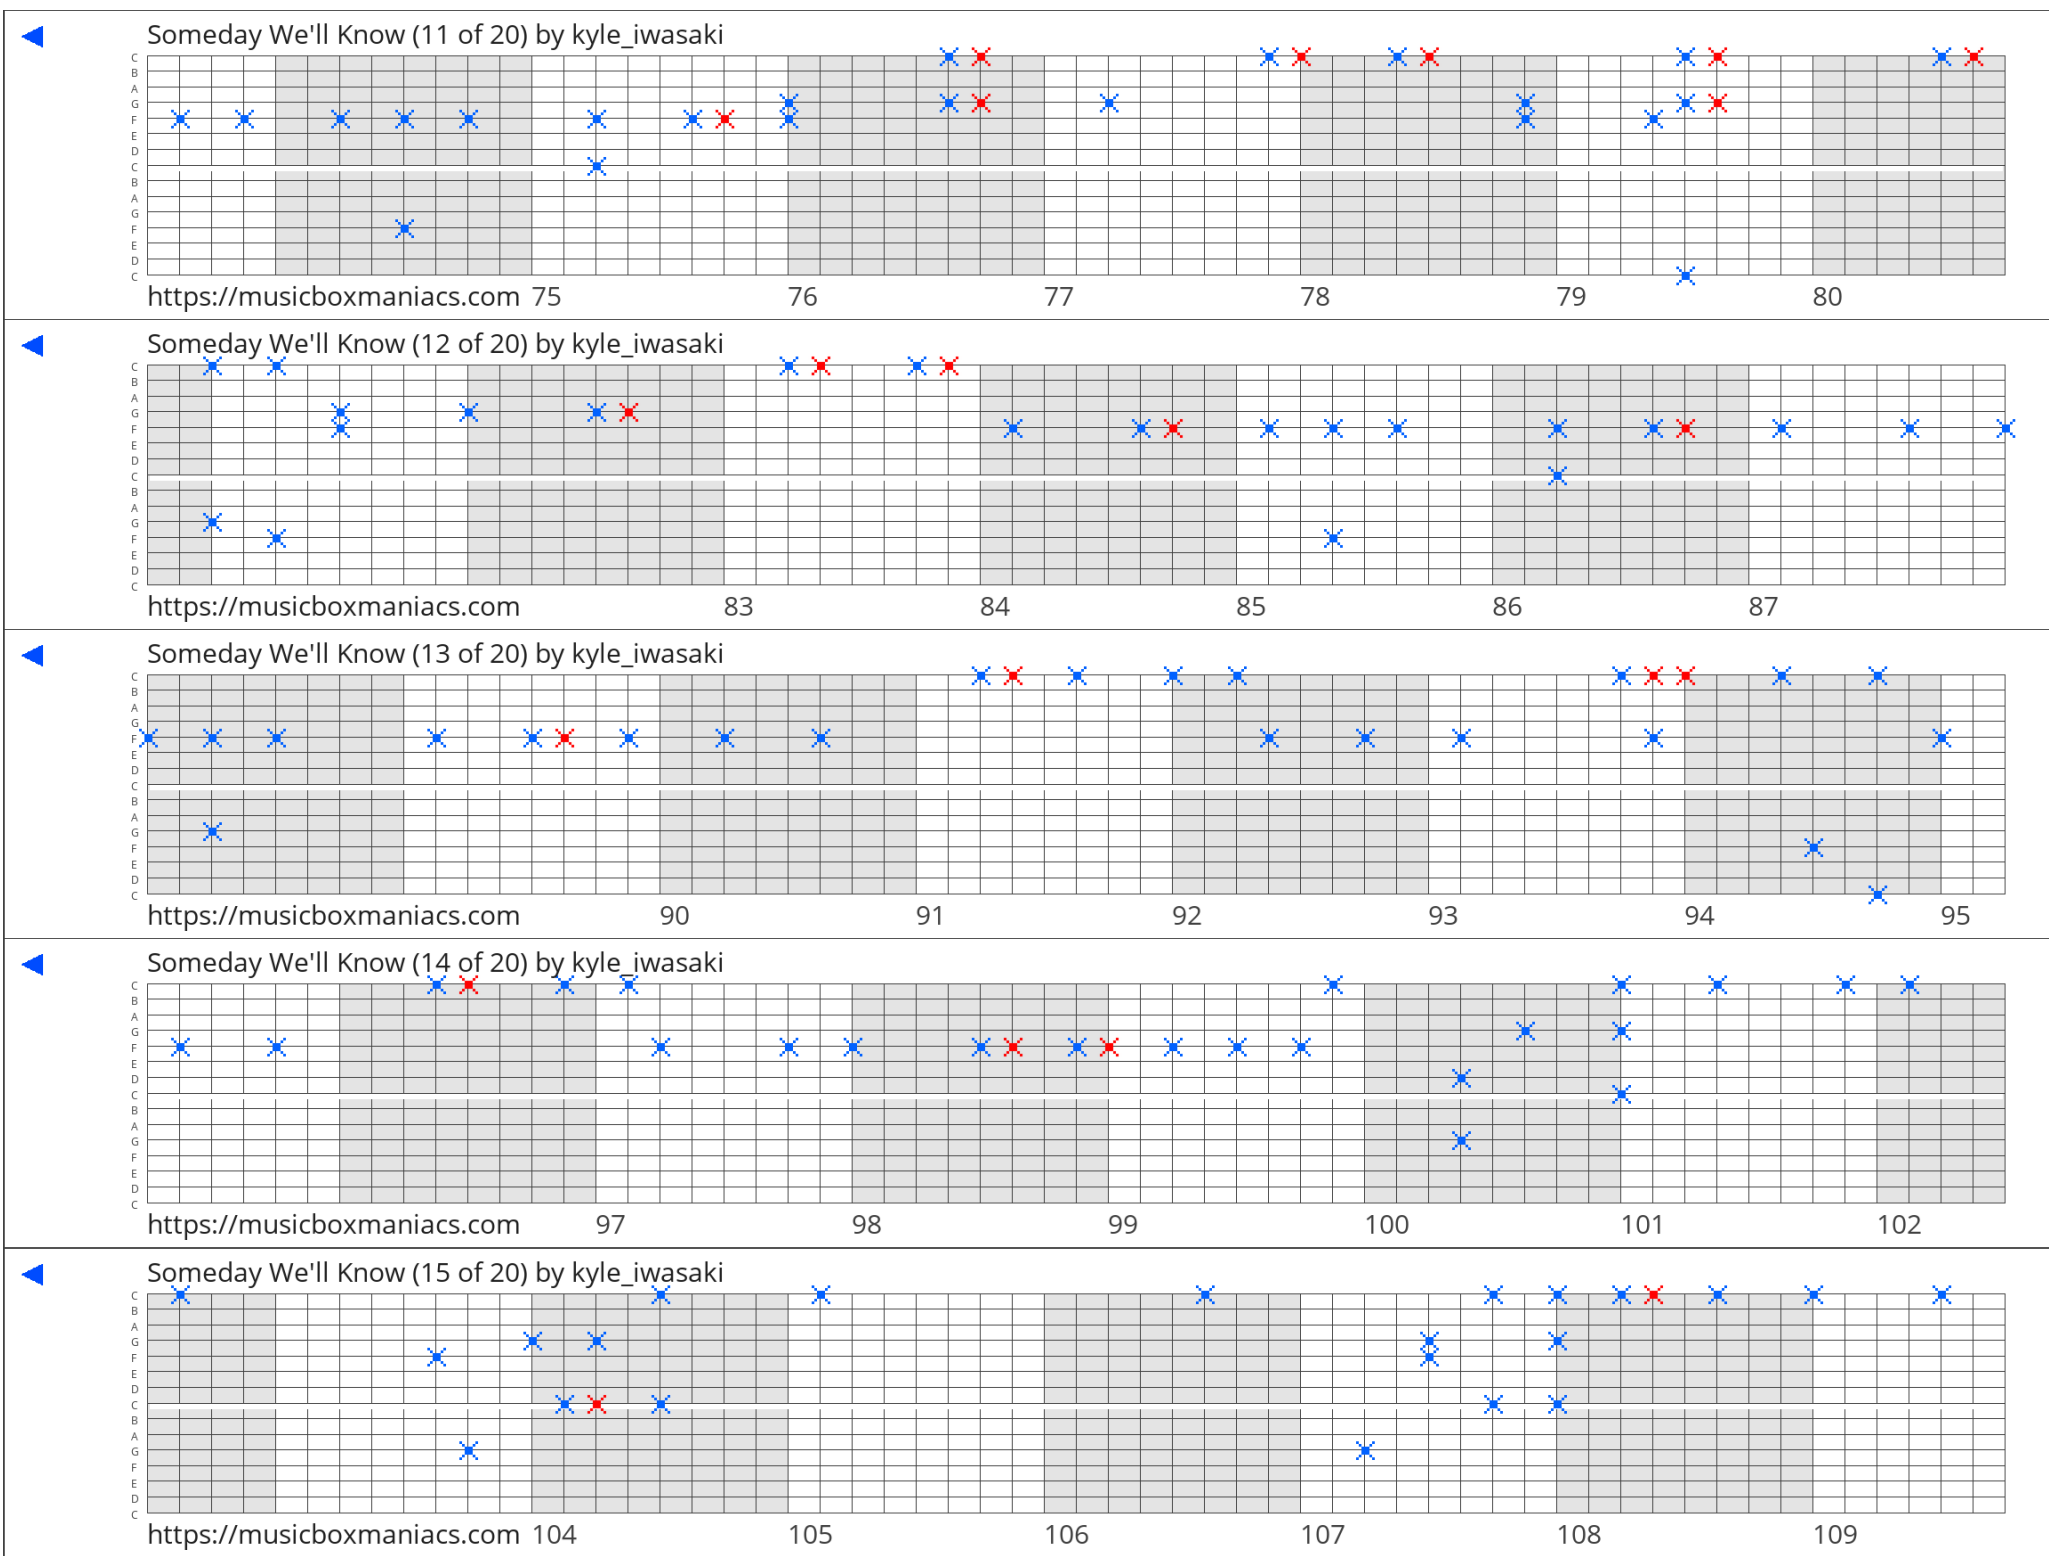 Someday We'll Know (11 of 20) by kyle_iwasaki
C
B
A
G
F
E
D
C
B
A
G
F
E
D
C
https://musicboxmaniacs.com 75 76 77 78 79 80
Someday We'll Know (12 of 20) by kyle_iwasaki
C
B
A
G
F
E
D
C
B
A
G
F
E
D
C
https://musicboxmaniacs.com 83 84 85 86 87
Someday We'll Know (13 of 20) by kyle_iwasaki
C
B
A
G
F
E
D
C
B
A
G
F
E
D
C
https://musicboxmaniacs.com 90 91 92 93 94 95
Someday We'll Know (14 of 20) by kyle_iwasaki
C
B
A
G
F
E
D
C
B
A
G
F
E
D
C
https://musicboxmaniacs.com 97 98 99 100 101 102
Someday We'll Know (15 of 20) by kyle_iwasaki
C
B
A
G
F
E
D
C
B
A
G
F
E
D
C
https://musicboxmaniacs.com 104 105 106 107 108 109